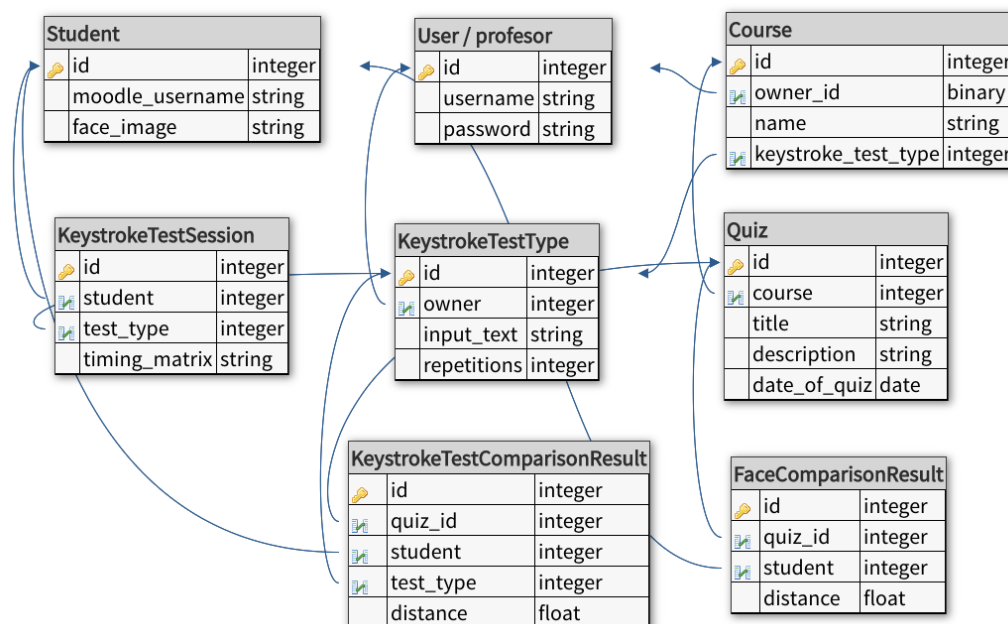 Student
id integer
moodle_username string
face_image string
User / profesor
id integer
username string
password string
Course
id integer
owner_id binary
name string
keystroke_test_type integer
KeystrokeTestSession
id integer
student integer
test_type integer
timing_matrix string
KeystrokeTestType
id integer
owner integer
input_text string
repetitions integer
Quiz
id integer
course integer
title string
description string
date_of_quiz date
KeystrokeTestComparisonResult
id integer
quiz_id integer
student integer
test_type integer
distance float
FaceComparisonResult
id integer
quiz_id integer
student integer
distance float